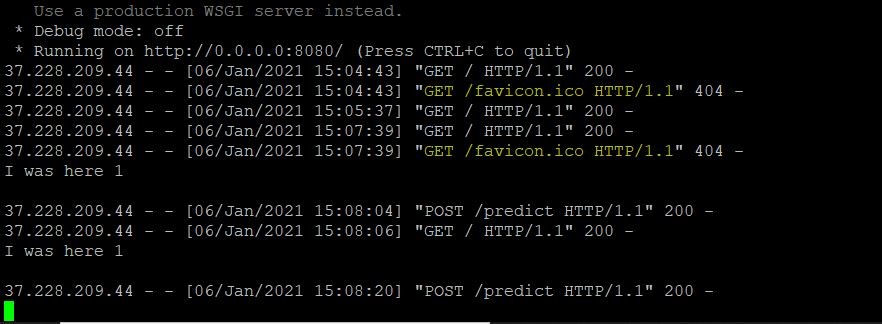 Use a production WSGI server instead.
* Debug mode: off
* Running on http://0.0.0.0:8080/ (Press CTRL+C to quit)
37.228.209.44 - - [06/Jan/2021 15:04:43] "GET / HTTP/1.1" 200 -
37.228.209.44 - - [06/Jan/2021 15:04:43] "GET /favicon.ico HTTP/1.1" 404 -
37.228.209.44 - - [06/Jan/2021 15:05:37] "GET / HTTP/1.1" 200 -
37.228.209.44 - - [06/Jan/2021 15:07:39] "GET / HTTP/1.1" 200 -
37.228.209.44 - - [06/Jan/2021 15:07:39] "GET /favicon.ico HTTP/1.1" 404 -
I was here 1
37.228.209.44 - - [06/Jan/2021 15:08:04] "POST /predict HTTP/1.1" 200 -
37.228.209.44 - - [06/Jan/2021 15:08:06] "GET / HTTP/1.1" 200 -
I was here 1
37.228.209.44 - - [06/Jan/2021 15:08:20] "POST /predict HTTP/1.1" 200 -